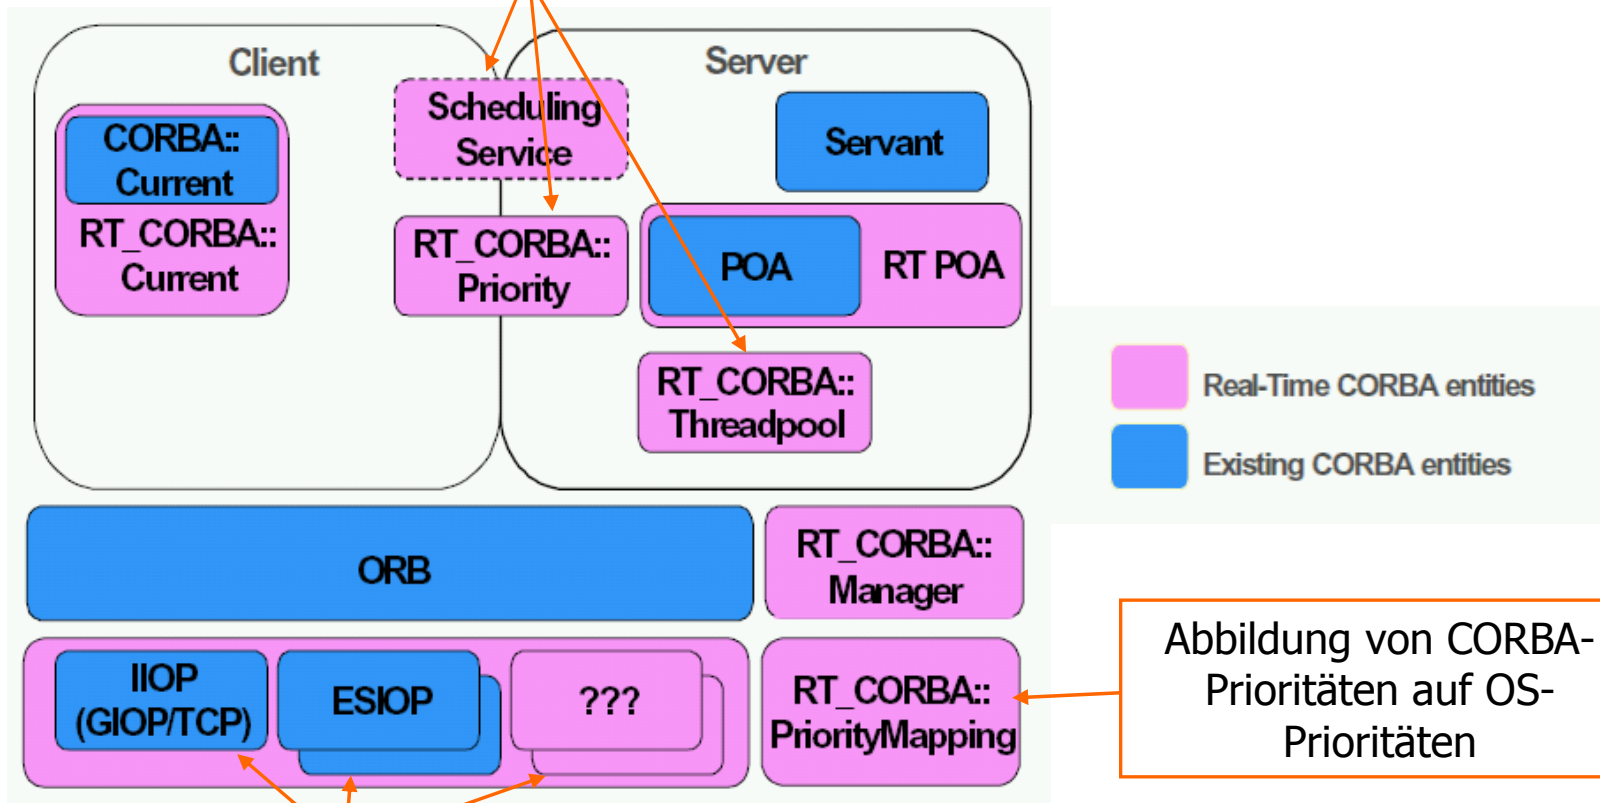 Client
Server
CORBA::
Current
RT_CORBA::
Current
Scheduling
Service
RT_CORBA::
Priority
Servant
POA
RT POA
RT_CORBA::
Threadpool
Real-Time CORBA entities
Existing CORBA entities
ORB
RT_CORBA::
Manager
IIOP
(GIOP/TCP)
ESIOP
???
RT_CORBA::
PriorityMapping
Abbildung von CORBA-
Prioritäten auf OS-
Prioritäten